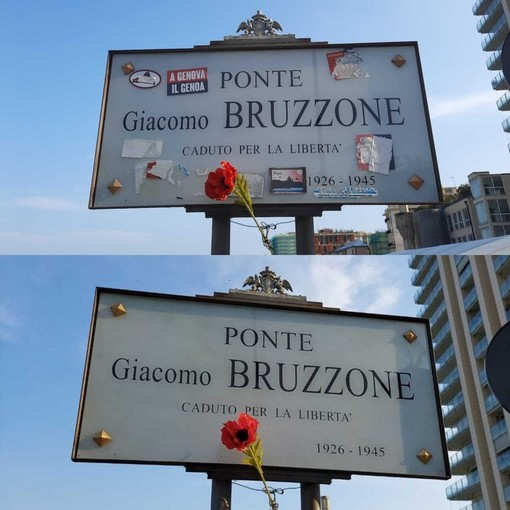 A GENOVA
IL GENOA
PONTE
Giacomo BRUZZONE
CADUTO PER LA LIBERTA'
1926 - 1945
PONTE
Giacomo BRUZZONE
CADUTO PER LA LIBERTA'
1926 - 1945